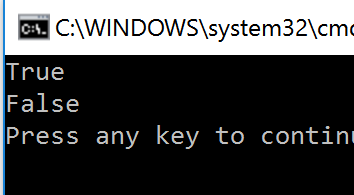 C:\WINDOWS\system32\cmd
True
False
Press any key to continu